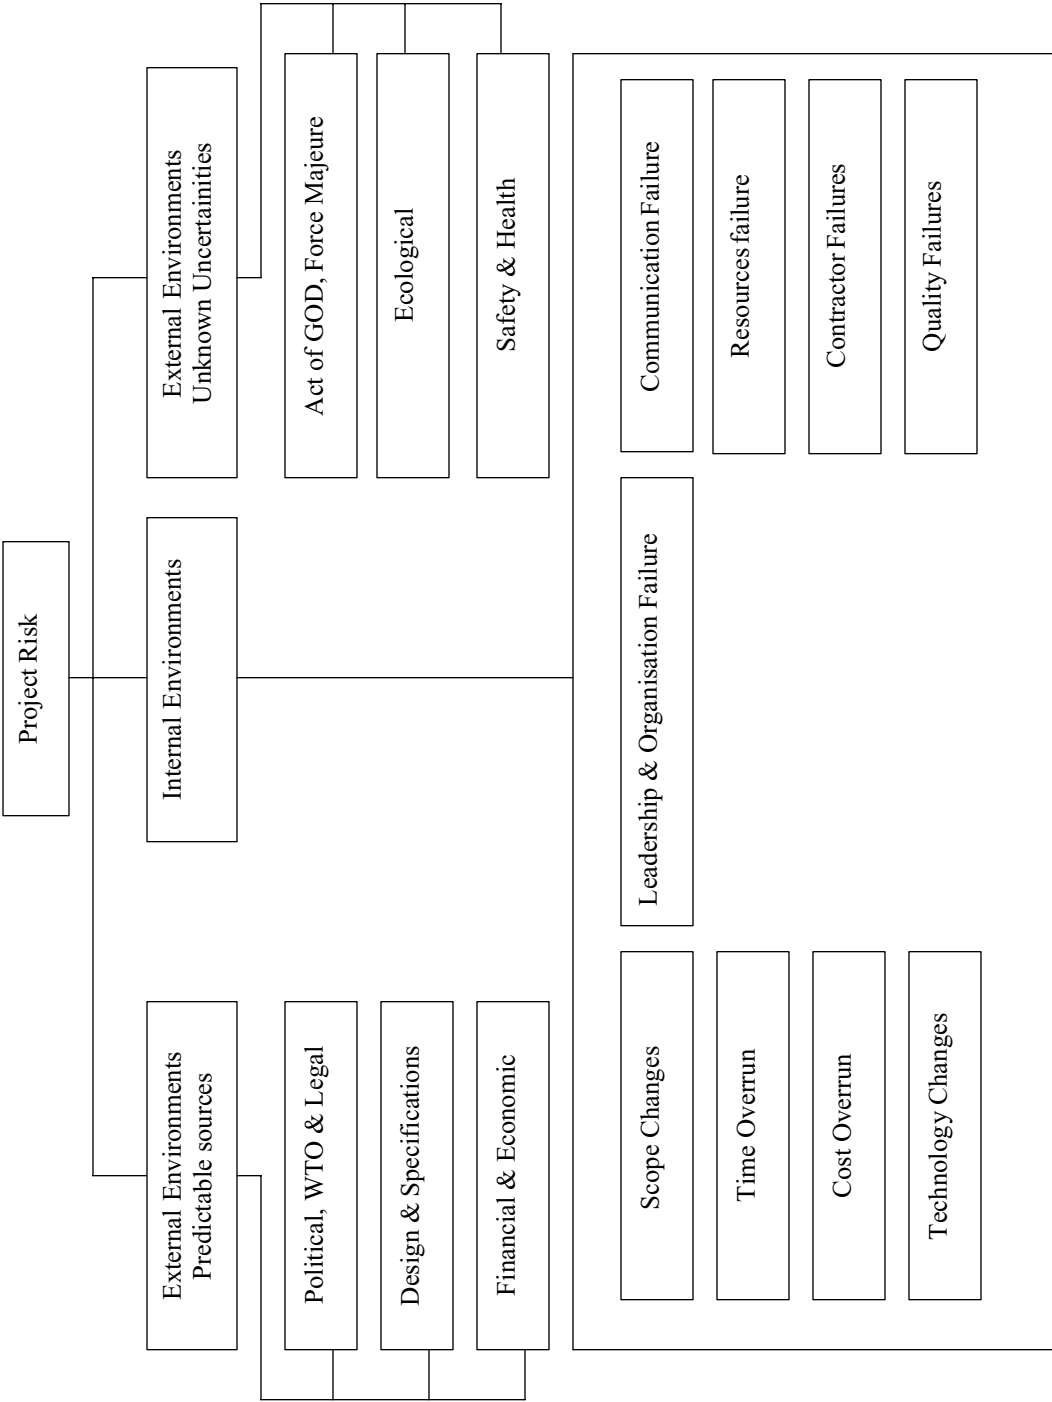 Project Risk
External Environments
Predictable sources
Internal Environments
External Environments
Unknown Uncertainities
Political, WTO & Legal
Design & Specifications
Financial & Economic
Act of GOD, Force Majeure
Ecological
Safety & Health
Scope Changes
Time Overrun
Cost Overrun
Technology Changes
Leadership & Organisation Failure
Communication Failure
Resources failure
Contractor Failures
Quality Failures